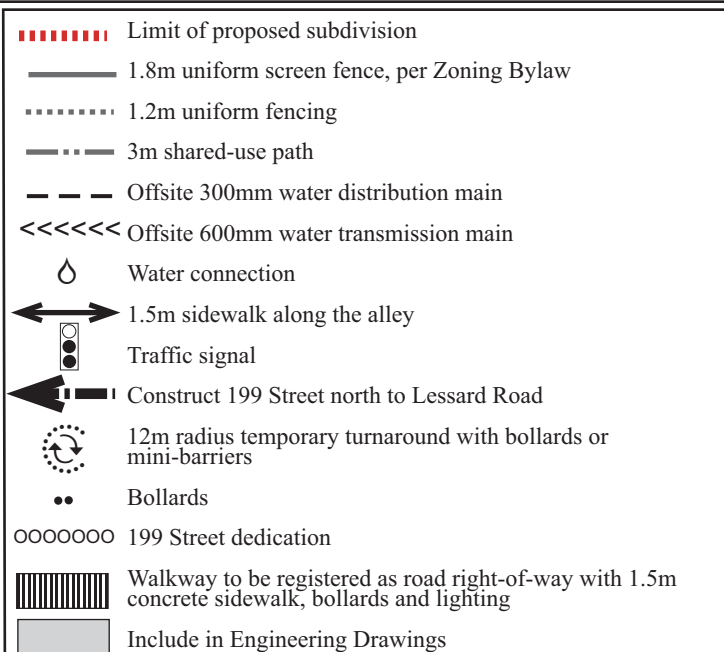 Limit of proposed subdivision
1.8m uniform screen fence, per Zoning Bylaw
1.2m uniform fencing
3m shared-use path
Offsite 300mm water distribution main
<<<<<< Offsite 600mm water transmission main
Water connection
1.5m sidewalk along the alley
Traffic signal
Construct 199 Street north to Lessard Road
12m radius temporary turnaround with bollards or
mini-barriers
Bollards
OOOOOOO 199 Street dedication
Walkway to be registered as road right-of-way with 1.5m
concrete sidewalk, bollards and lighting
Include in Engineering Drawings